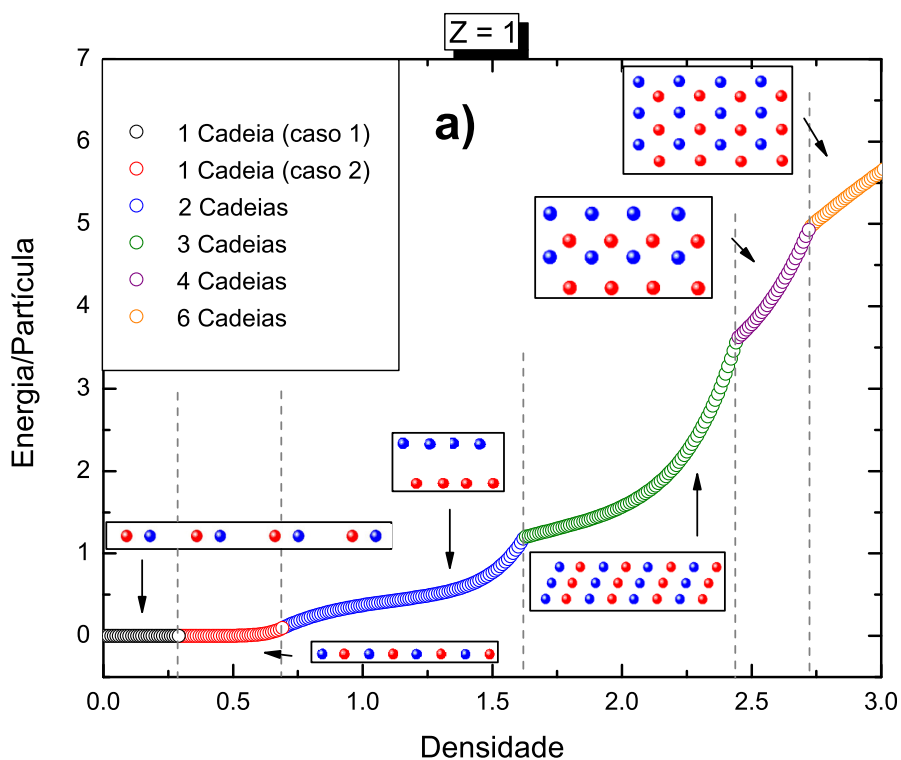 Z = 1
a)
1 Cadeia (caso 1)
1 Cadeia (caso 2)
2 Cadeias
3 Cadeias
4 Cadeias
6 Cadeias
Energia/Partícula
7
6
5
4
3
2
1
0
0.0 0.5 1.0 1.5 2.0 2.5 3.0
Densidade